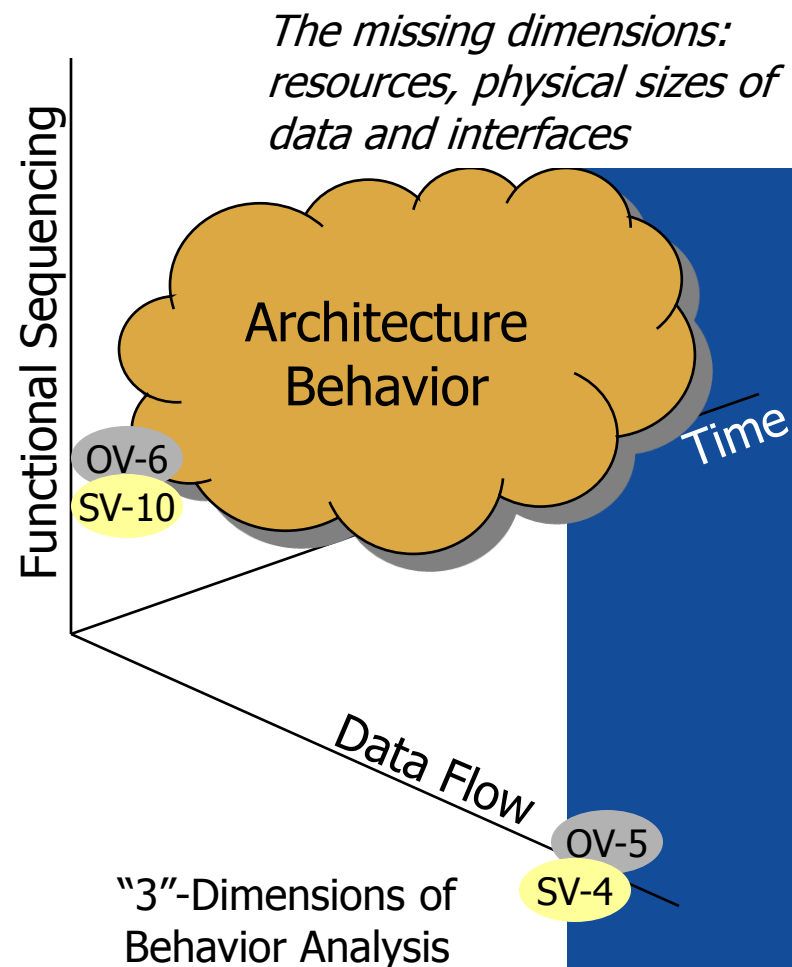 The missing dimensions:
resources, physical sizes of
data and interfaces
Functional Sequencing
Architecture
Behavior
Time
OV-6
SV-10
Data Flow
OV-5
SV-4
“3”-Dimensions of
Behavior Analysis